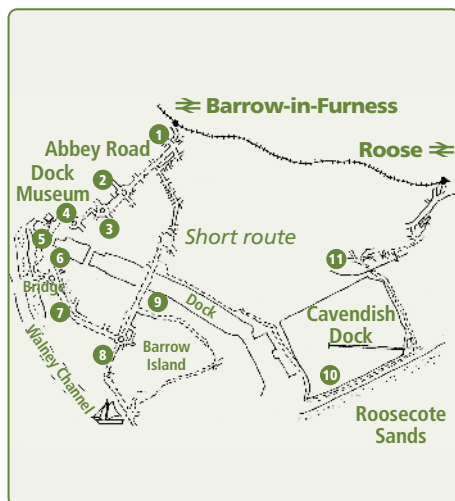 Barrow-in-Furness
1
Abbey Road
Roose
2
Dock
Museum
4
3
Short route
5
6
11
Bridge
9
Dock
7
Cavendish
Dock
8
Barrow
Island
Walney Channel
10
Roosecote
Sands